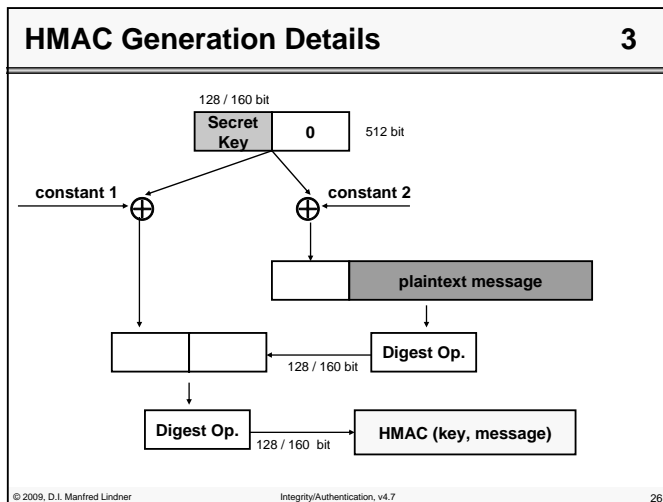 HMAC Generation Details 3
128 / 160 bit
Secret
Key
0
512 bit
constant 1
constant 2
plaintext message
Digest Op.
128 / 160 bit
Digest Op.
128 / 160 bit
HMAC (key, message)
© 2009, D.I. Manfred Lindner Integrity/Authentication, v4.7 26